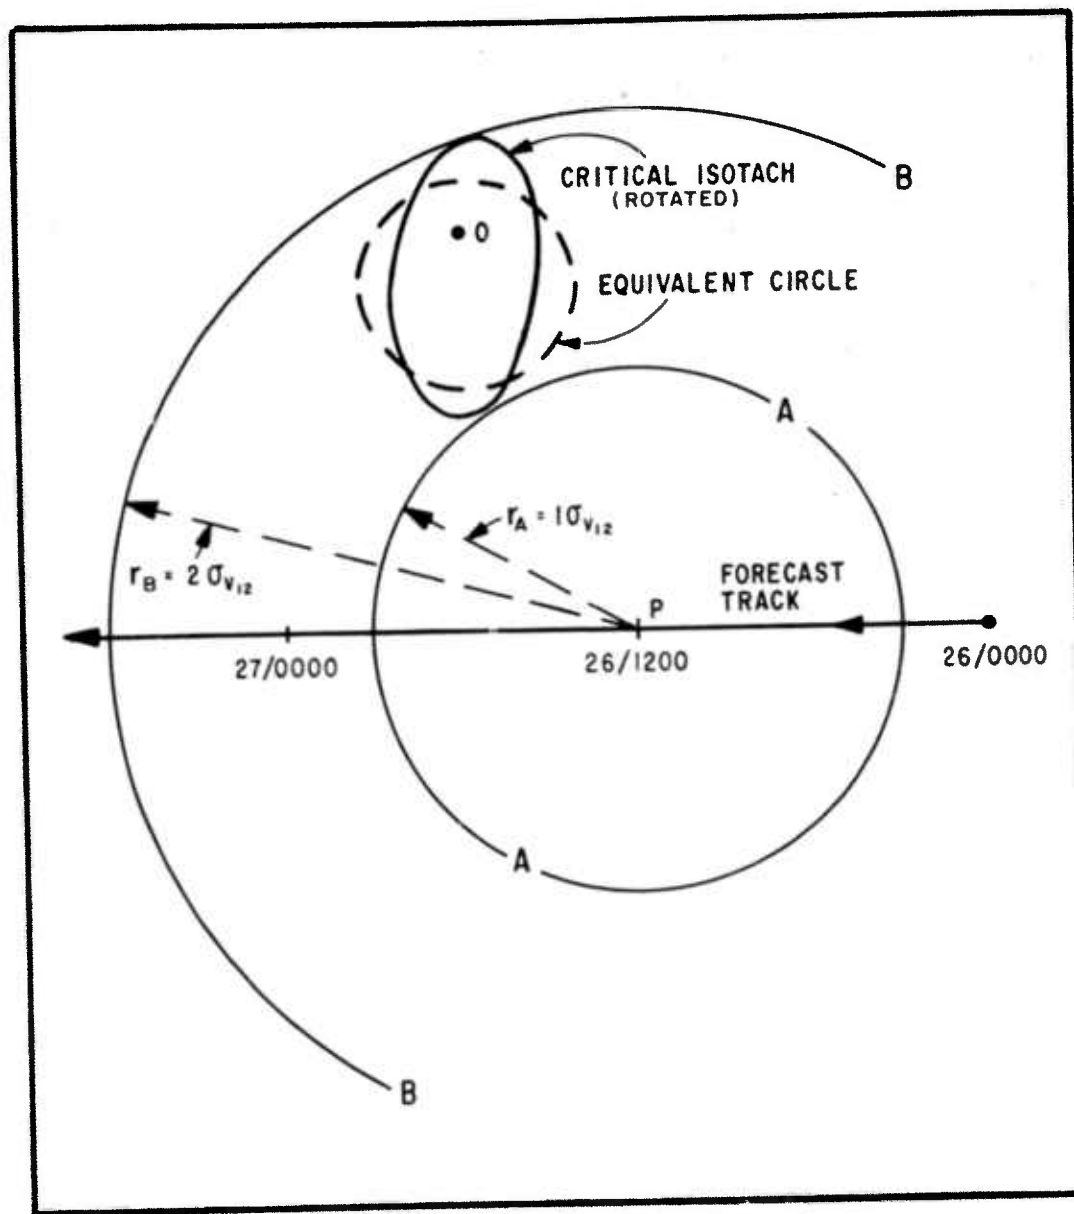 B
CRITICAL ISOTACH
(ROTATED)
O
EQUIVALENT CIRCLE
A
r_A = 1σ_V₁₂
r_B = 2σ_V₁₂
FORECAST
TRACK
P
27/0000
26/1200
26/0000
A
B